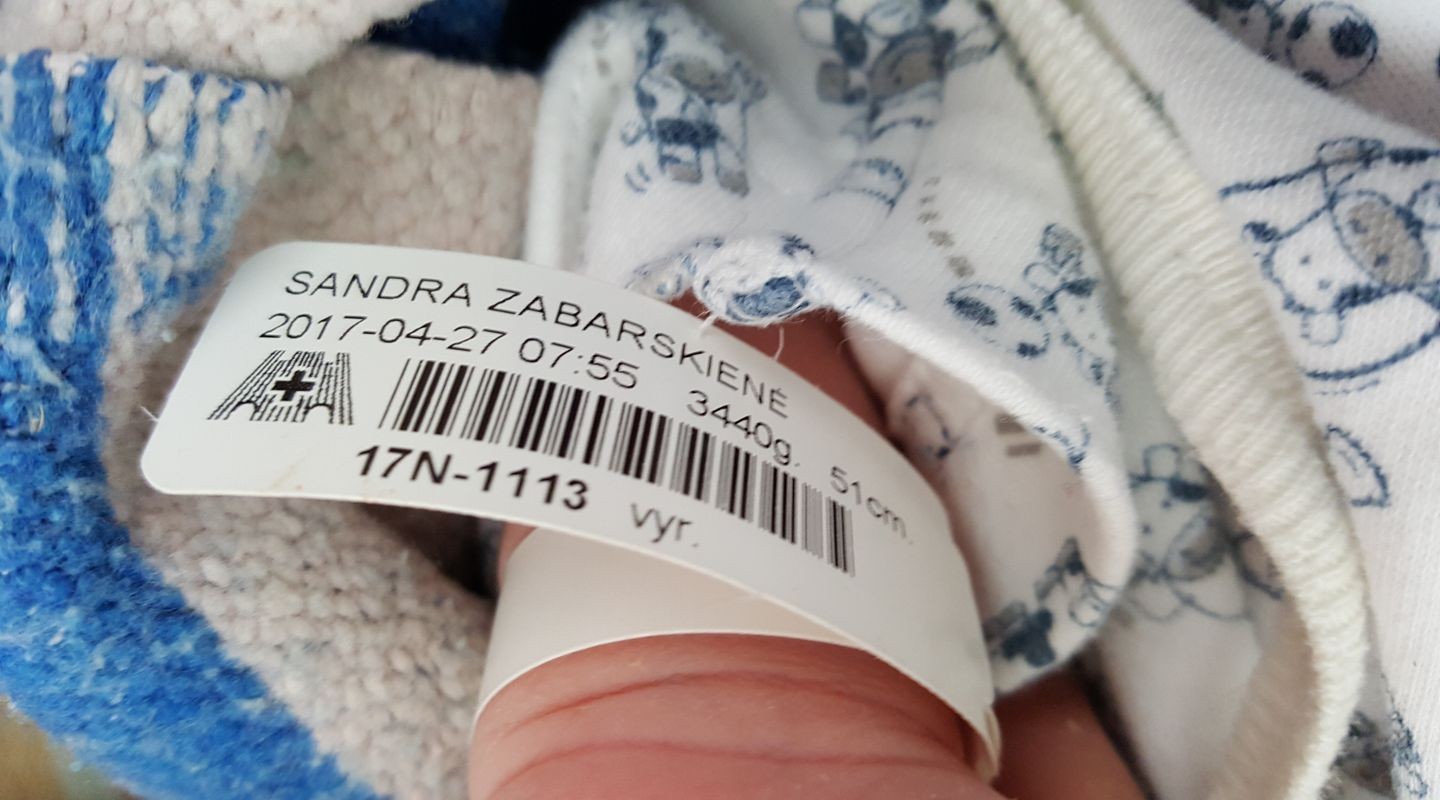 SANDRA ZABARSKIENĖ
2017-04-27 07:55 3440g. 51cm.
17N-1113 vyr.